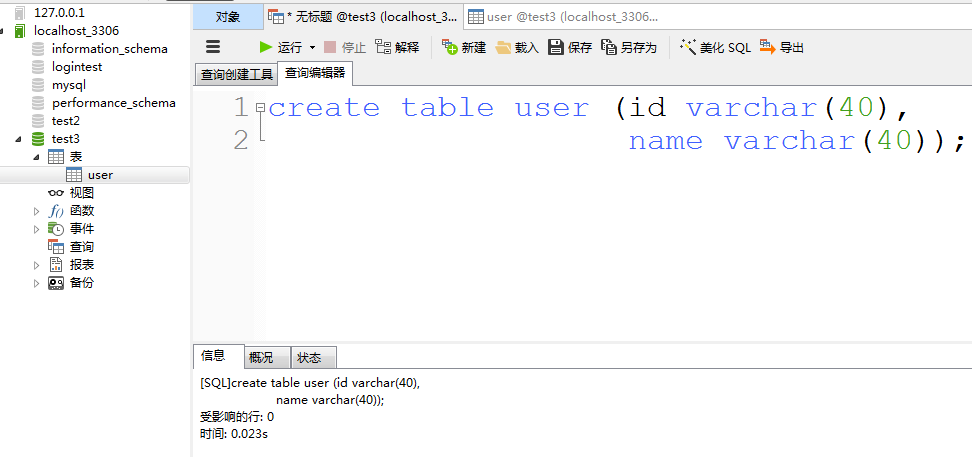 127.0.0.1
localhost_3306
information_schema
logintest
mysql
performance_schema
test2
test3
表
user
视图
函数
事件
查询
报表
备份
对象
* 无标题 @test3 (localhost_3...
user @test3 (localhost_3306...
运行 停止 解释 新建 载入 保存 另存为 美化 SQL 导出
查询创建工具 查询编辑器
1 create table user (id varchar(40),
2 name varchar(40));
信息 概况 状态
[SQL]create table user (id varchar(40),
name varchar(40));
受影响的行: 0
时间: 0.023s